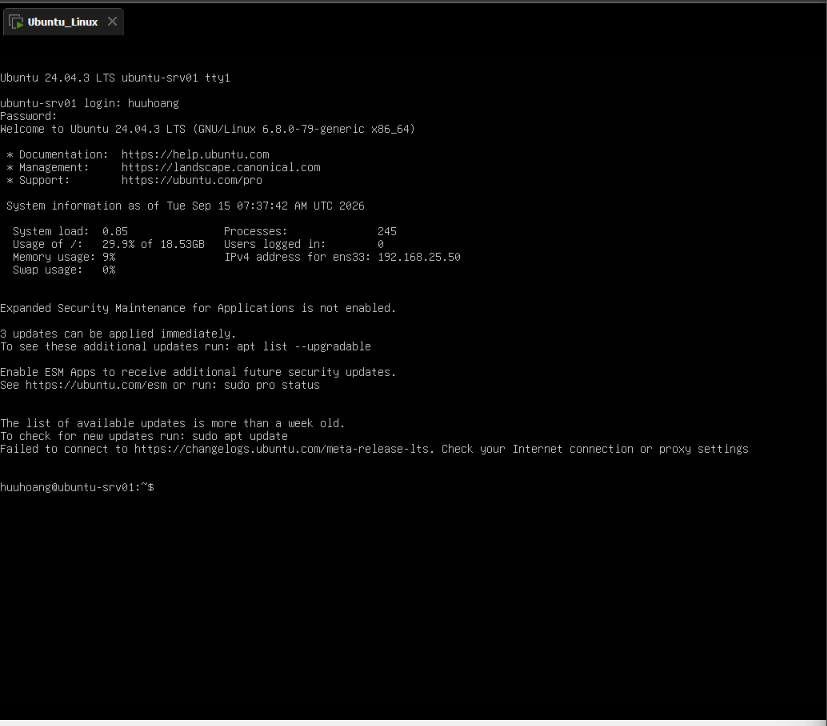 Ubuntu_Linux
Ubuntu 24.04.3 LTS ubuntu-srv01 tty1
ubuntu-srv01 login: huuhoang
Password:
Welcome to Ubuntu 24.04.3 LTS (GNU/Linux 6.8.0-79-generic x86_64)
* Documentation:  https://help.ubuntu.com
* Management:     https://landscape.canonical.com
* Support:        https://ubuntu.com/pro
System information as of Tue Sep 15 07:37:42 AM UTC 2026
System load:  0.85               Processes:              245
Usage of /:   29.9% of 18.53GB   Users logged in:        0
Memory usage: 9%                 IPv4 address for ens33: 192.168.25.50
Swap usage:   0%
Expanded Security Maintenance for Applications is not enabled.
3 updates can be applied immediately.
To see these additional updates run: apt list --upgradable
Enable ESM Apps to receive additional future security updates.
See https://ubuntu.com/esm or run: sudo pro status
The list of available updates is more than a week old.
To check for new updates run: sudo apt update
Failed to connect to https://changelogs.ubuntu.com/meta-release-lts. Check your Internet connection or proxy settings
huuhoang@ubuntu-srv01:~$